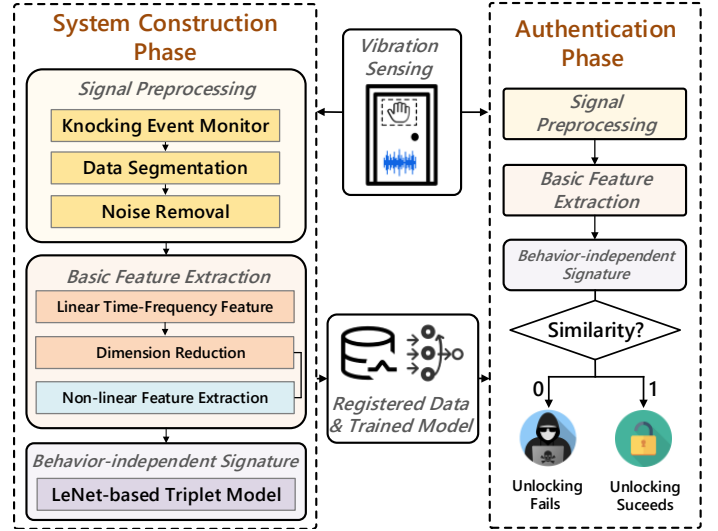 System Construction
Phase
Signal Preprocessing
Knocking Event Monitor
Data Segmentation
Noise Removal
Basic Feature Extraction
Linear Time-Frequency Feature
Dimension Reduction
Non-linear Feature Extraction
Behavior-independent Signature
LeNet-based Triplet Model
Vibration
Sensing
Registered Data
& Trained Model
Authentication
Phase
Signal
Preprocessing
Basic Feature
Extraction
Behavior-independent
Signature
Similarity?
0
1
Unlocking
Fails
Unlocking
Suceeds